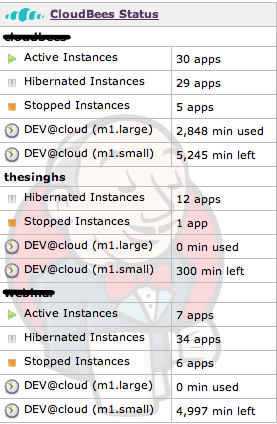 CloudBees Status
Active Instances 30 apps
Hibernated Instances 29 apps
Stopped Instances 5 apps
DEV@cloud (m1.large) 2,848 min used
DEV@cloud (m1.small) 5,245 min left
thesinghs
Hibernated Instances 12 apps
Stopped Instances 1 app
DEV@cloud (m1.large) 0 min used
DEV@cloud (m1.small) 300 min left
Active Instances 7 apps
Hibernated Instances 34 apps
Stopped Instances 6 apps
DEV@cloud (m1.large) 0 min used
DEV@cloud (m1.small) 4,997 min left